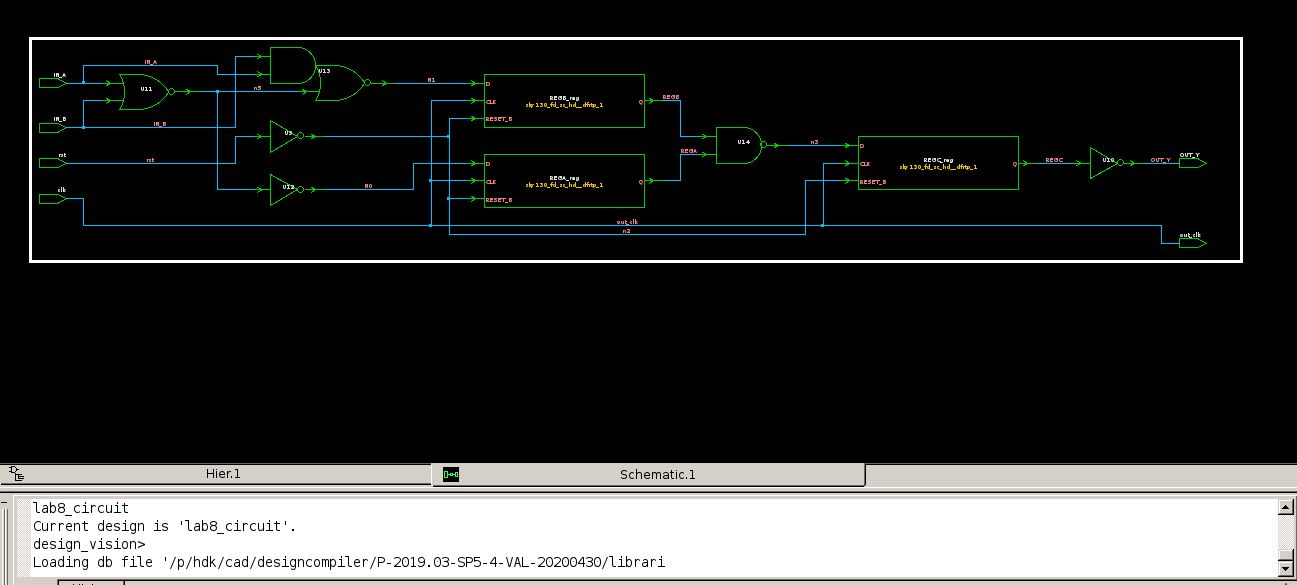 IN_A
IN_A
U11
U13
n5
N1
IN_B
IN_B
rst
rst
clk
U9
U12
N0
D
CLK
RESET_B
REGB_reg
sky130_fd_sc_hd__dfrtp_1
Q
REGB
D
CLK
RESET_B
REGA_reg
sky130_fd_sc_hd__dfrtp_1
Q
REGA
U14
n3
D
CLK
RESET_B
REGC_reg
sky130_fd_sc_hd__dfrtp_1
Q
REGC
OUT_Y
OUT_Y
out_clk
n2
out_clk
Hier.1
Schematic.1
lab8_circuit
Current design is 'lab8_circuit'.
design_vision>
Loading db file '/p/hdk/cad/designcompiler/P-2019.03-SP5-4-VAL-20200430/librari